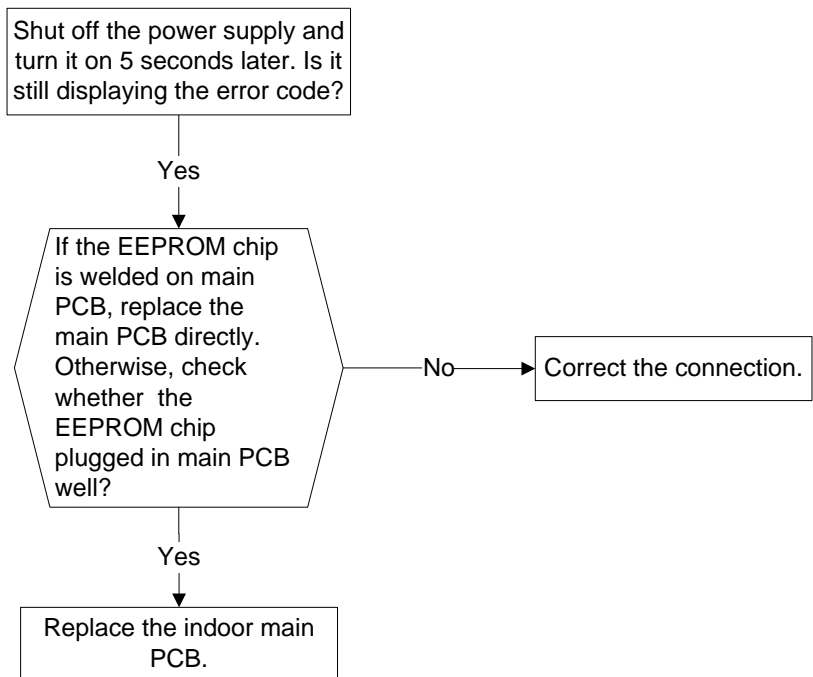 Shut off the power supply and
turn it on 5 seconds later. Is it
still displaying the error code?
Yes
If the EEPROM chip
is welded on main
PCB, replace the
main PCB directly.
Otherwise, check
whether the
EEPROM chip
plugged in main PCB
well?
No
Correct the connection.
Yes
Replace the indoor main
PCB.